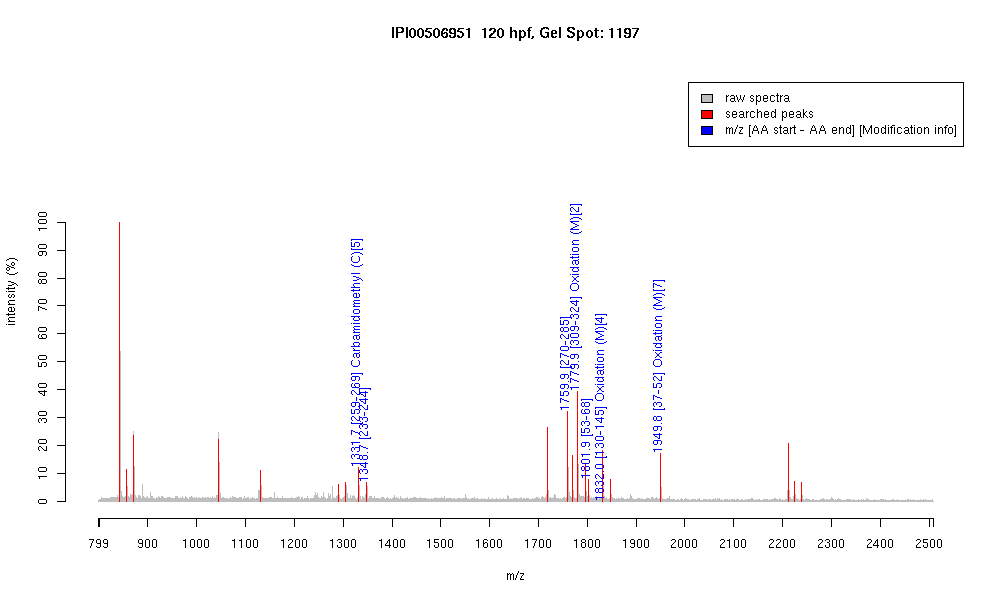 IPI00506951 120 hpf, Gel Spot: 1197
raw spectra
searched peaks
m/z [AA start - AA end] [Modification info]
intensity (%)
0
10
20
30
40
50
60
70
80
90
100
1331.7 [259-269] Carbamidomethyl (C)[5]
1348.7 [233-244]
1759.9 [270-285]
1779.9 [309-324] Oxidation (M)[2]
1801.9 [53-68]
1832.0 [130-145] Oxidation (M)[4]
1949.8 [37-52] Oxidation (M)[7]
799 900 1000 1100 1200 1300 1400 1500 1600 1700 1800 1900 2000 2100 2200 2300 2400 2500
m/z